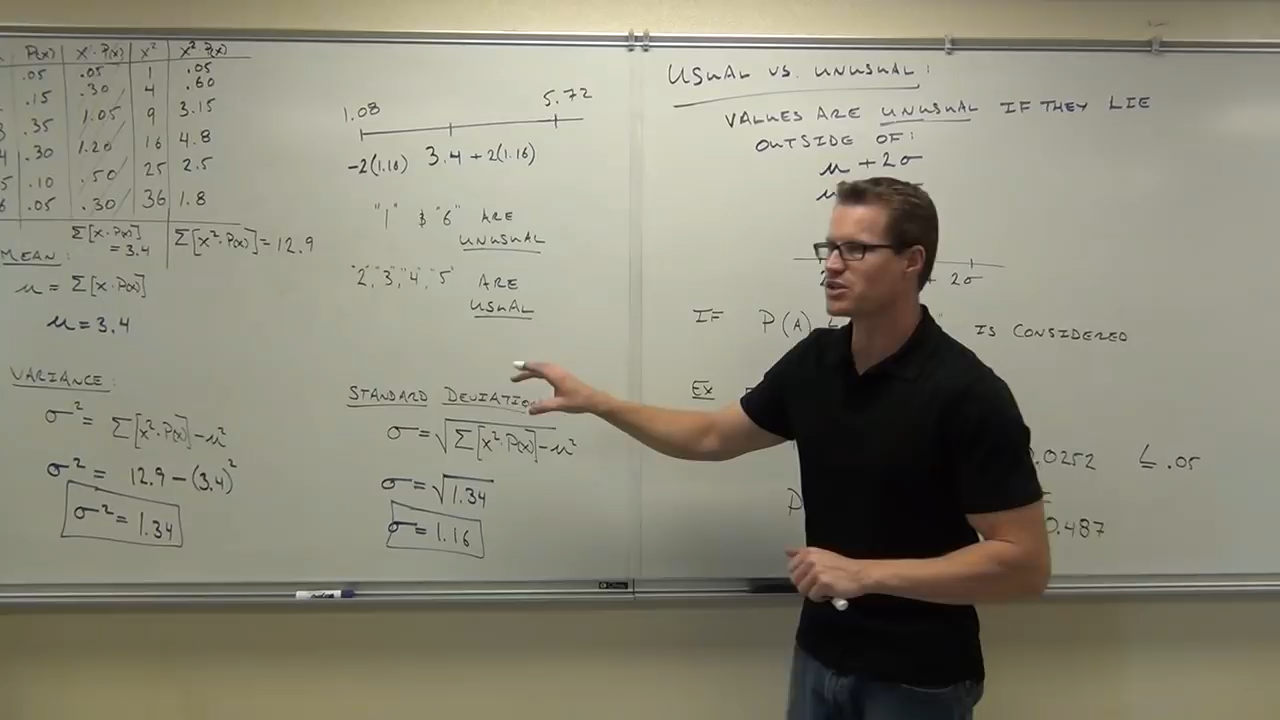 P(x) x·P(x) x² x²·P(x)
.05 .05 1 .05
.15 .30 4 .60
3 .35 1.05 9 3.15
4 .30 1.20 16 4.8
5 .10 .50 25 2.5
6 .05 .30 36 1.8
Σ[x·P(x)] = 3.4 Σ[x²·P(x)] = 12.9
MEAN:
μ = Σ[x·P(x)]
μ = 3.4
VARIANCE:
σ² = Σ[x²·P(x)] - μ²
σ² = 12.9 - (3.4)²
σ² = 1.34
1.08 5.72
-2(1.16) 3.4 + 2(1.16)
"1" & "6" ARE
UNUSUAL
"2", "3", "4", "5" ARE
USUAL
STANDARD DEVIATIO
σ = √Σ[x²·P(x)] - μ²
σ = √1.34
σ = 1.16
USUAL VS. UNUSUAL:
VALUES ARE UNUSUAL IF THEY LIE
OUTSIDE OF:
μ + 2σ
μ
+ 2σ
IF P(A) ≤ " IS CONSIDERED
EX
.0252 ≤ .05
P 0.487